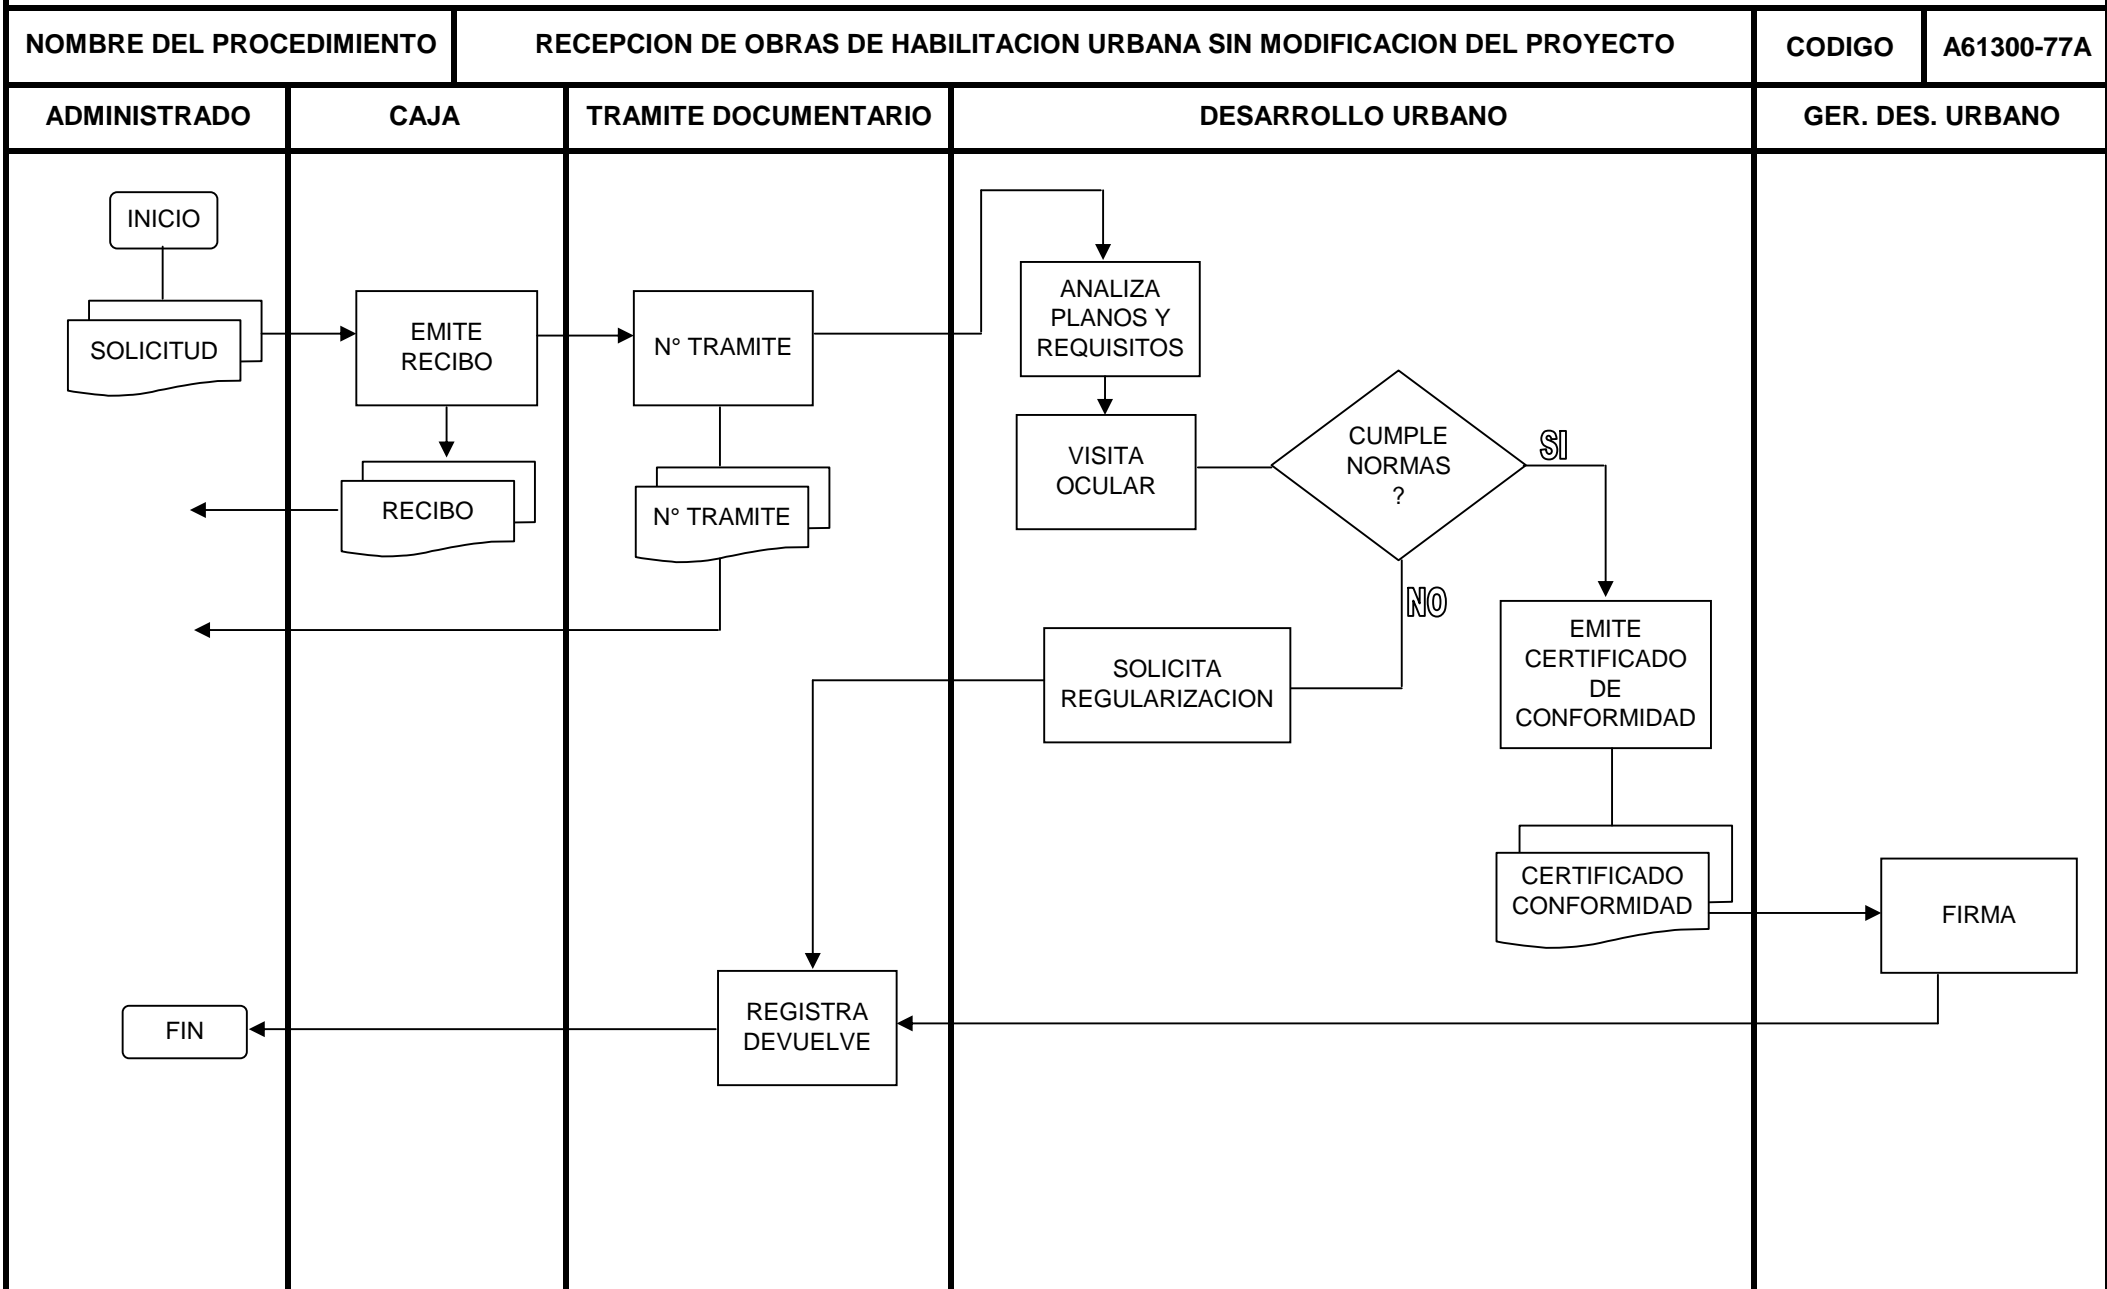 NOMBRE DEL PROCEDIMIENTO
RECEPCION DE OBRAS DE HABILITACION URBANA SIN MODIFICACION DEL PROYECTO
CODIGO
A61300-77A
ADMINISTRADO
CAJA
TRAMITE DOCUMENTARIO
DESARROLLO URBANO
GER. DES. URBANO
INICIO
SOLICITUD
EMITE
RECIBO
RECIBO
N° TRAMITE
N° TRAMITE
ANALIZA
PLANOS Y
REQUISITOS
VISITA
OCULAR
CUMPLE
NORMAS
?
SI
NO
SOLICITA
REGULARIZACION
EMITE
CERTIFICADO
DE
CONFORMIDAD
CERTIFICADO
CONFORMIDAD
FIRMA
REGISTRA
DEVUELVE
FIN